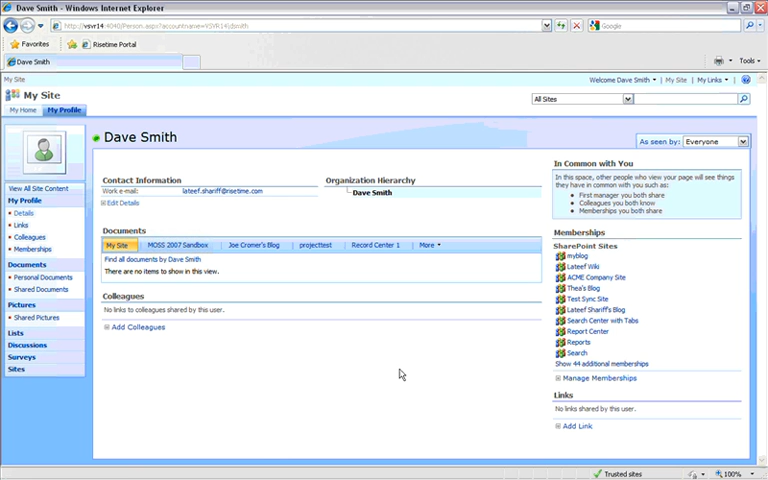 Dave Smith - Windows Internet Explorer
http://vsvr14:4040/Person.aspx?accountname=VSVR14\dsmith
Google
Favorites
Risetime Portal
Dave Smith
Tools
My Site
Welcome Dave Smith
My Site
My Links
My Site
All Sites
My Home
My Profile
Dave Smith
As seen by:
Everyone
View All Site Content
My Profile
Details
Links
Colleagues
Memberships
Documents
Personal Documents
Shared Documents
Pictures
Shared Pictures
Lists
Discussions
Surveys
Sites
Contact Information
Work e-mail:
lateef.shariff@risetime.com
Edit Details
Organization Hierarchy
Dave Smith
Documents
My Site
MOSS 2007 Sandbox
Joe Cromer's Blog
projecttest
Record Center 1
More
Find all documents by Dave Smith
There are no items to show in this view.
Colleagues
No links to colleagues shared by this user.
Add Colleagues
In Common with You
In this space, other people who view your page will see things
they have in common with you such as:
First manager you both share
Colleagues you both know
Memberships you both share
Memberships
SharePoint Sites
myblog
Lateef Wiki
ACME Company Site
Thea's Blog
Test Sync Site
Lateef Shariff's Blog
Search Center with Tabs
Report Center
Reports
Search
Show 44 additional memberships
Manage Memberships
Links
No links shared by this user.
Add Link
Trusted sites
100%